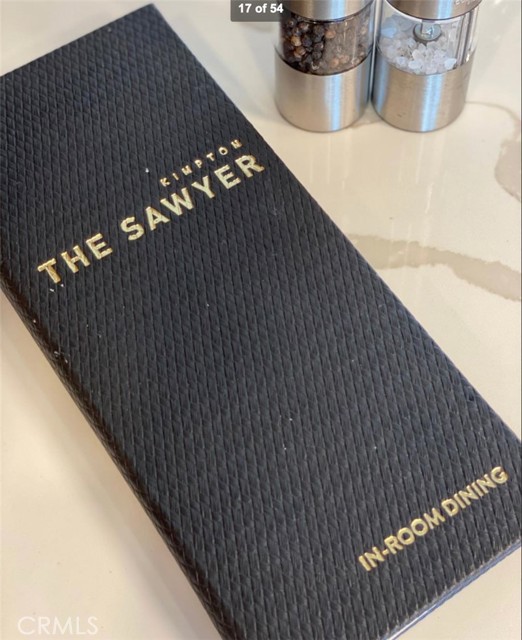 17 of 54
KIMPTON
THE SAWYER
IN-ROOM DINING
CRMLS